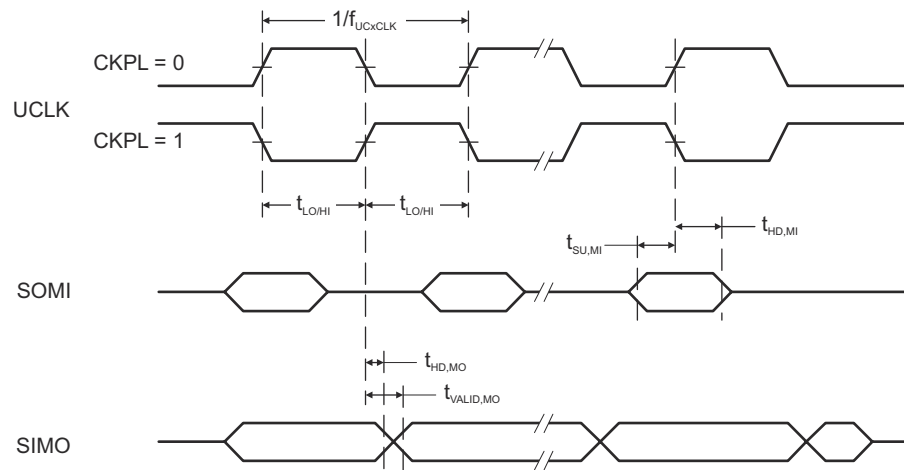 1/fUCxCLK
CKPL = 0
UCLK
CKPL = 1
tLO/HI tLO/HI
tSU,MI tHD,MI
SOMI
tHD,MO
tVALID,MO
SIMO